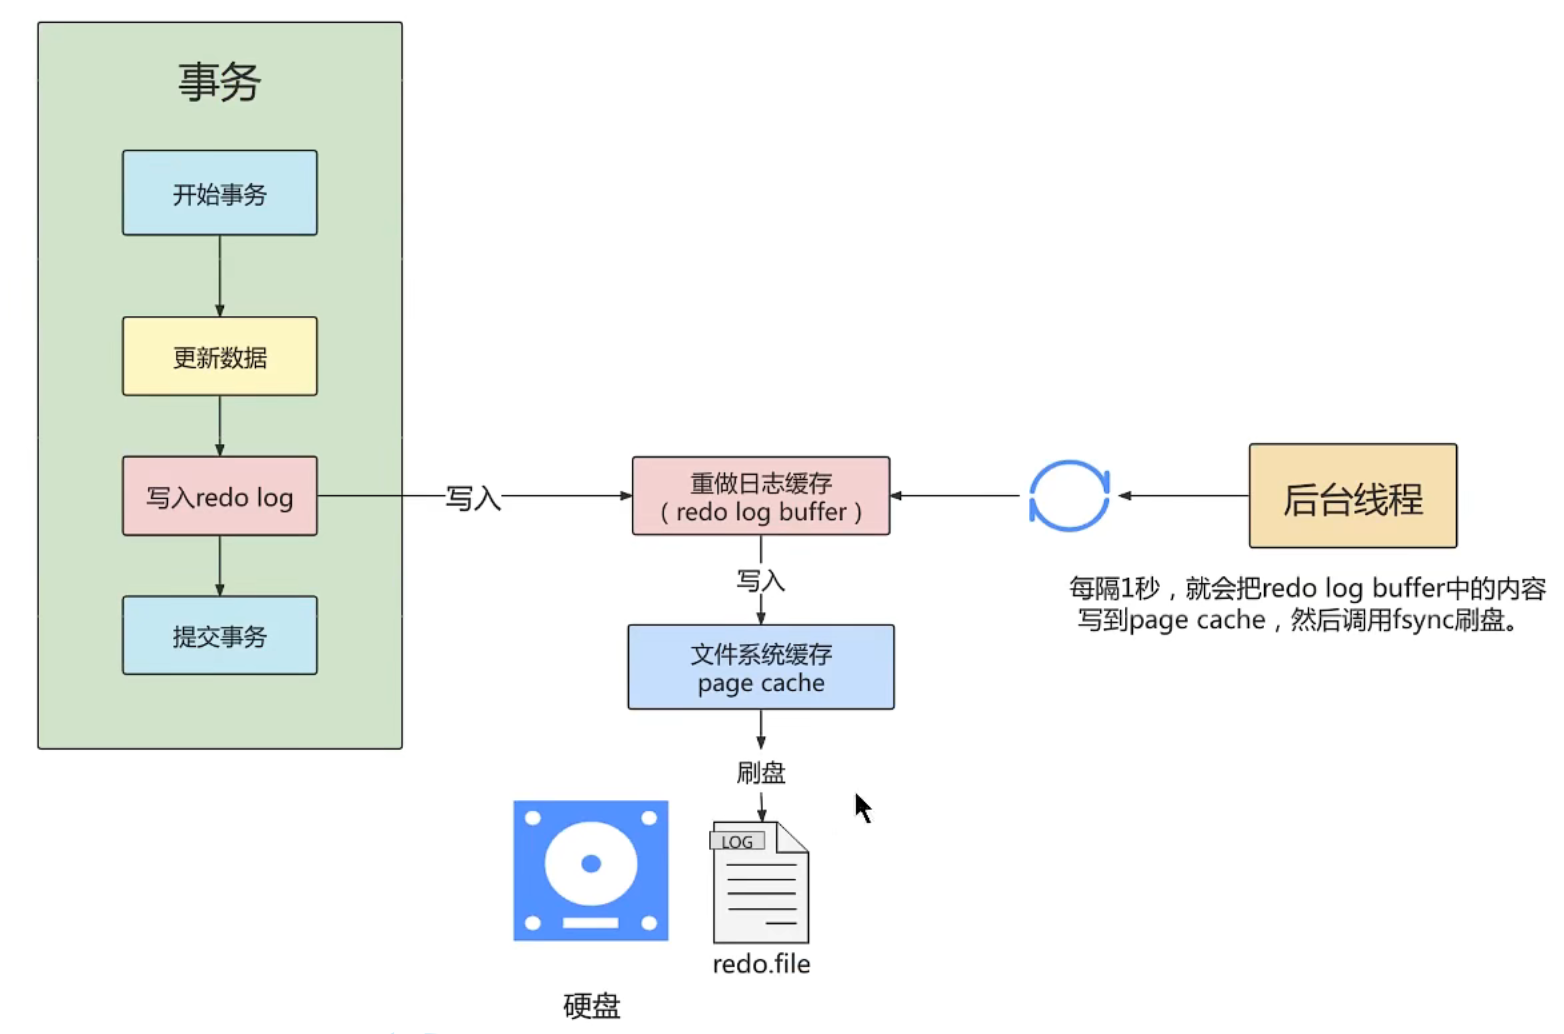 事务
开始事务
更新数据
写入redo log
提交事务
写入
重做日志缓存
（redo log buffer）
写入
文件系统缓存
page cache
刷盘
LOG
redo.file
硬盘
后台线程
每隔1秒，就会把redo log buffer中的内容
写到page cache，然后调用fsync刷盘。